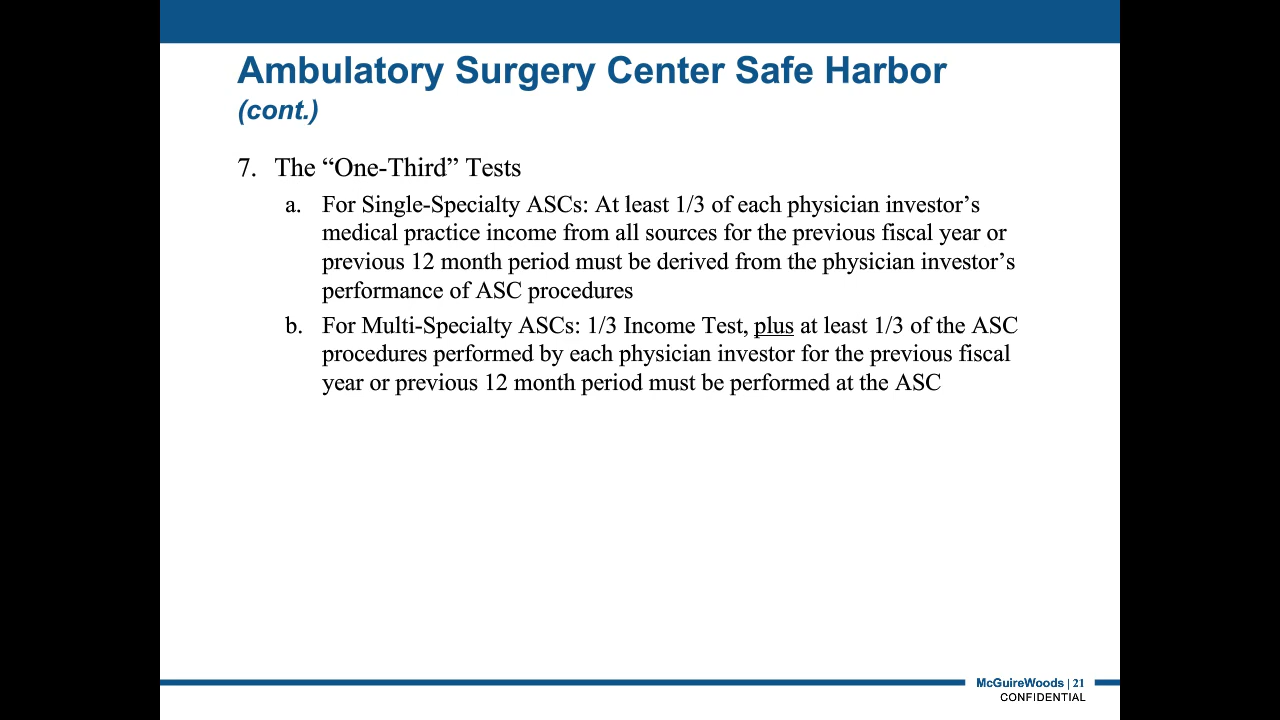 Ambulatory Surgery Center Safe Harbor
(cont.)
7. The “One-Third” Tests
a. For Single-Specialty ASCs: At least 1/3 of each physician investor’s
medical practice income from all sources for the previous fiscal year or
previous 12 month period must be derived from the physician investor’s
performance of ASC procedures
b. For Multi-Specialty ASCs: 1/3 Income Test, plus at least 1/3 of the ASC
procedures performed by each physician investor for the previous fiscal
year or previous 12 month period must be performed at the ASC
McGuireWoods | 21
CONFIDENTIAL